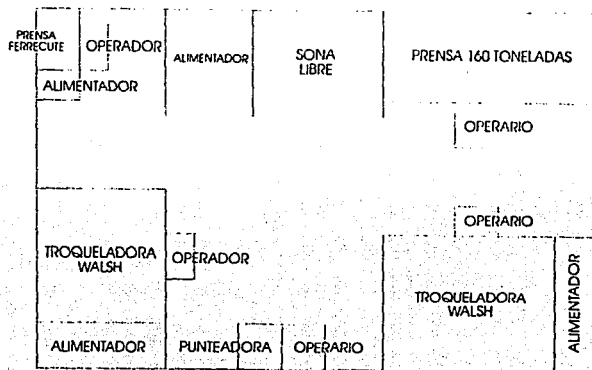 PRENSA
FERRECUTE
OPERADOR
ALIMENTADOR
ALIMENTADOR
SONA
LIBRE
PRENSA 160 TONELADAS
OPERARIO
OPERARIO
TROQUELADORA
WALSH
OPERADOR
TROQUELADORA
WALSH
ALIMENTADOR
ALIMENTADOR
PUNTEADORA
OPERARIO